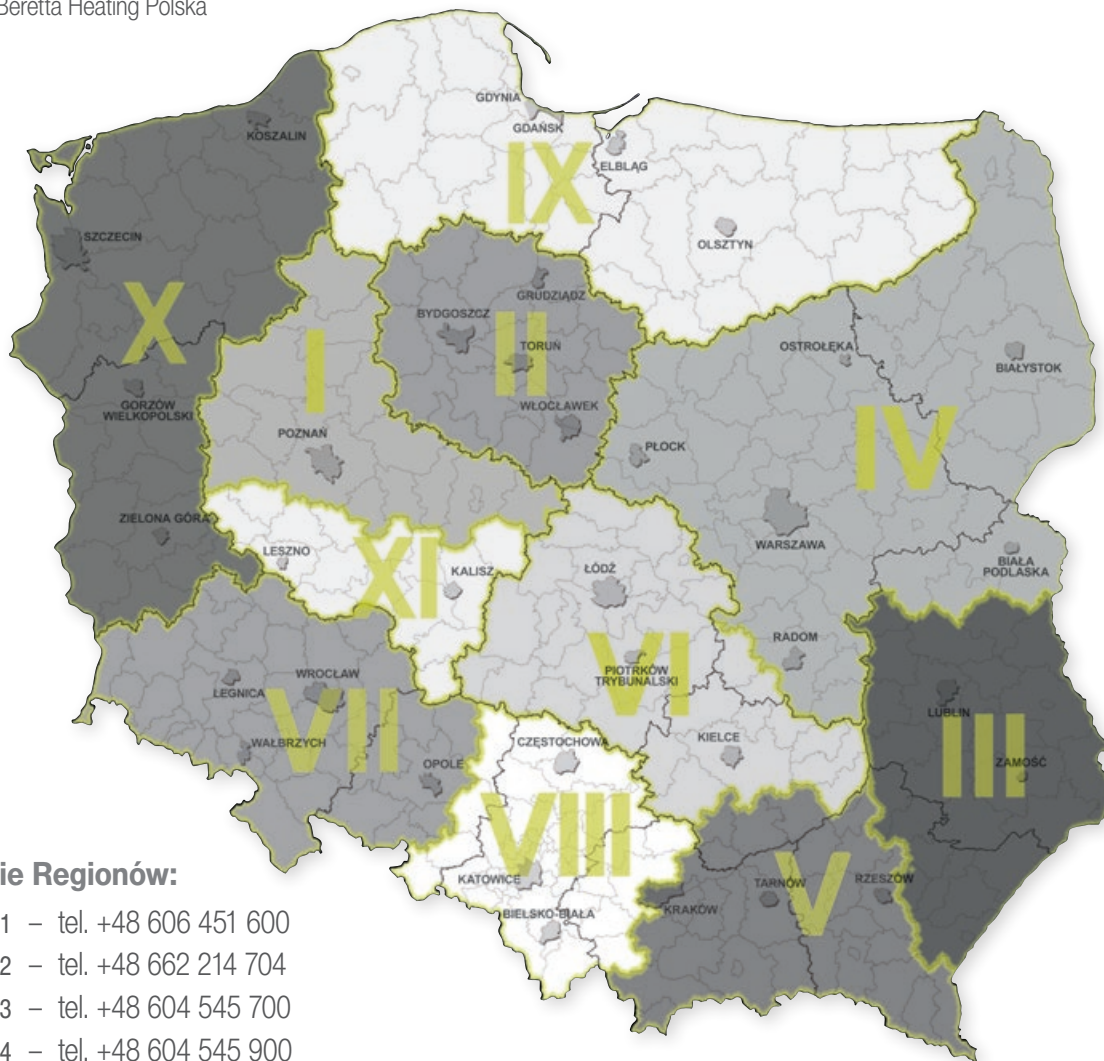 Beretta Heating Polska
GDYNIA
KOSZALIN
GDAŃSK
IX
ELBLĄG
SZCZECIN
OLSZTYN
X
GRUDZIĄDZ
BYDGOSZCZ
I
II
TORUŃ
OSTROŁĘKA
BIAŁYSTOK
GORZÓW
WIELKOPOLSKI
WŁOCŁAWEK
POZNAŃ
PŁOCK
IV
ZIELONA GÓRA
WARSZAWA
LESZNO
XI
KALISZ
ŁÓDŹ
BIAŁA
PODLASKA
RADOM
VI
PIOTRKÓW
TRYBUNALSKI
WROCŁAW
LEGNICA
VII
LUBLIN
III
WAŁBRZYCH
CZĘSTOCHOWA
KIELCE
OPOLE
ZAMOŚĆ
VIII
KATOWICE
TARNÓW
V
RZESZÓW
KRAKÓW
BIELSKO-BIAŁA
ie Regionów:
1 – tel. +48 606 451 600
2 – tel. +48 662 214 704
3 – tel. +48 604 545 700
4 – tel. +48 604 545 900